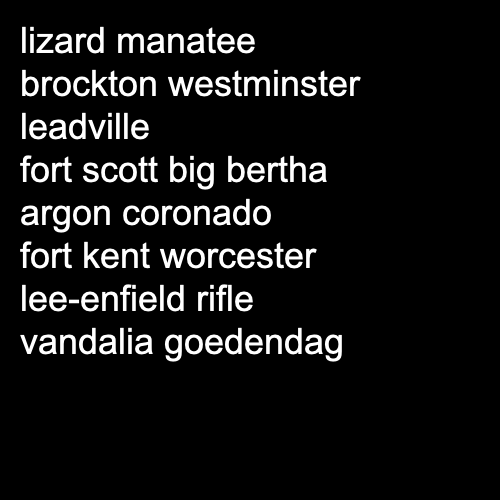 lizard manatee
brockton westminster
leadville
fort scott big bertha
argon coronado
fort kent worcester
lee-enfield rifle
vandalia goedendag